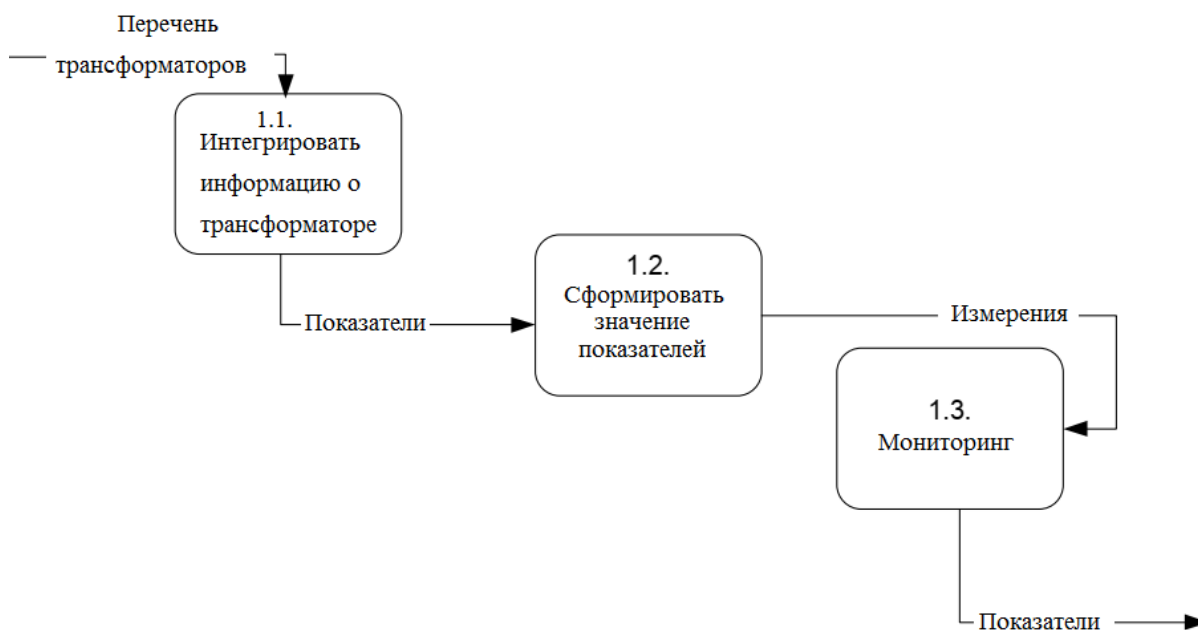 Перечень
трансформаторов
1.1.
Интегрировать
информацию о
трансформаторе
Показатели
1.2.
Сформировать
значение
показателей
Измерения
1.3.
Мониторинг
Показатели